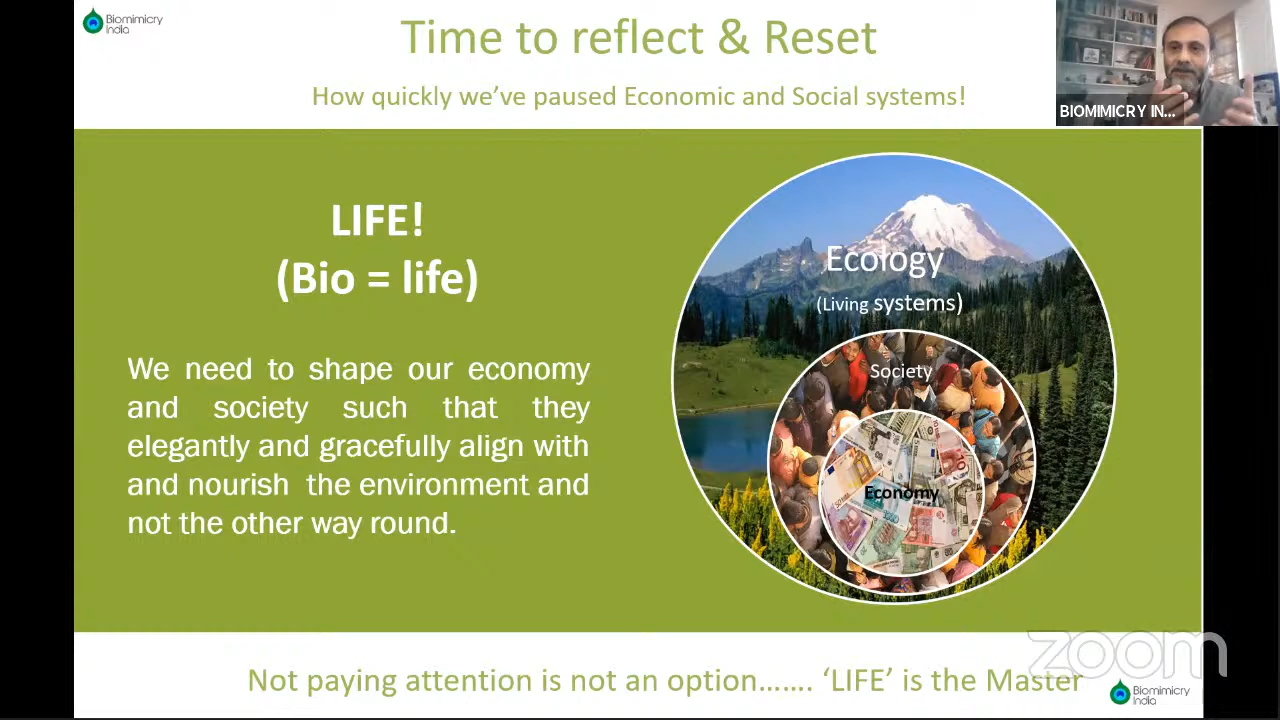 Biomimicry
India
Time to reflect & Reset
How quickly we've paused Economic and Social systems!
BIOMIMICRY IN...
LIFE!
(Bio = life)
We need to shape our economy
and society such that they
elegantly and gracefully align with
and nourish the environment and
not the other way round.
Ecology
(Living systems)
Society
Economy
zoom
Not paying attention is not an option……. ‘LIFE’ is the Master
Biomimicry
India